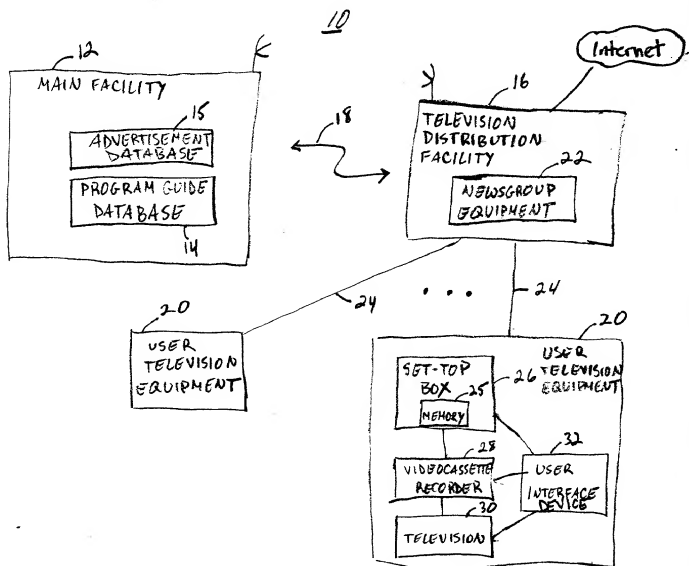 10
12
MAIN FACILITY
15
ADVERTISEMENT
DATABASE
PROGRAM GUIDE
DATABASE
14
18
Internet
16
TELEVISION
DISTRIBUTION
FACILITY
22
NEWSGROUP
EQUIPMENT
24
24
20
USER
TELEVISION
EQUIPMENT
20
USER
TELEVISION
EQUIPMENT
SET-TOP
BOX
26
25
MEMORY
28
VIDEOCASSETTE
RECORDER
32
USER
INTERFACE
DEVICE
30
TELEVISION